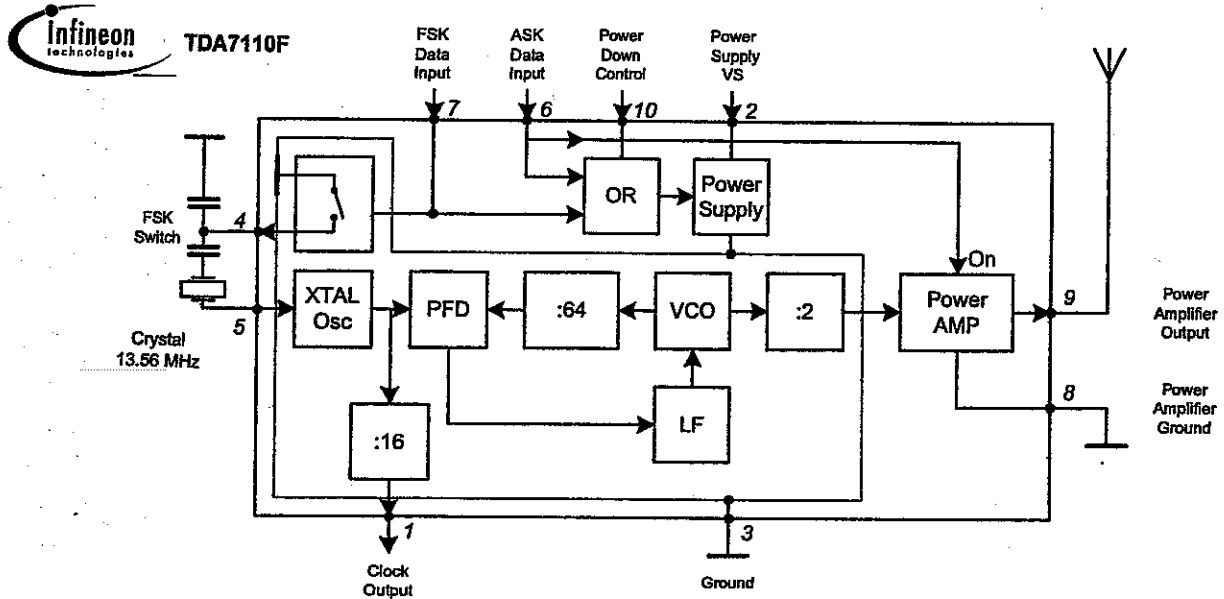 Infineon
technologies
TDA7110F
FSK
Data
Input
ASK
Data
Input
Power
Down
Control
Power
Supply
VS
7
6
10
2
OR
Power
Supply
FSK
Switch
4
On
XTAL
Osc
PFD
:64
VCO
:2
Power
AMP
9
Power
Amplifier
Output
5
Crystal
13.56 MHz
:16
LF
8
Power
Amplifier
Ground
1
3
Clock
Output
Ground